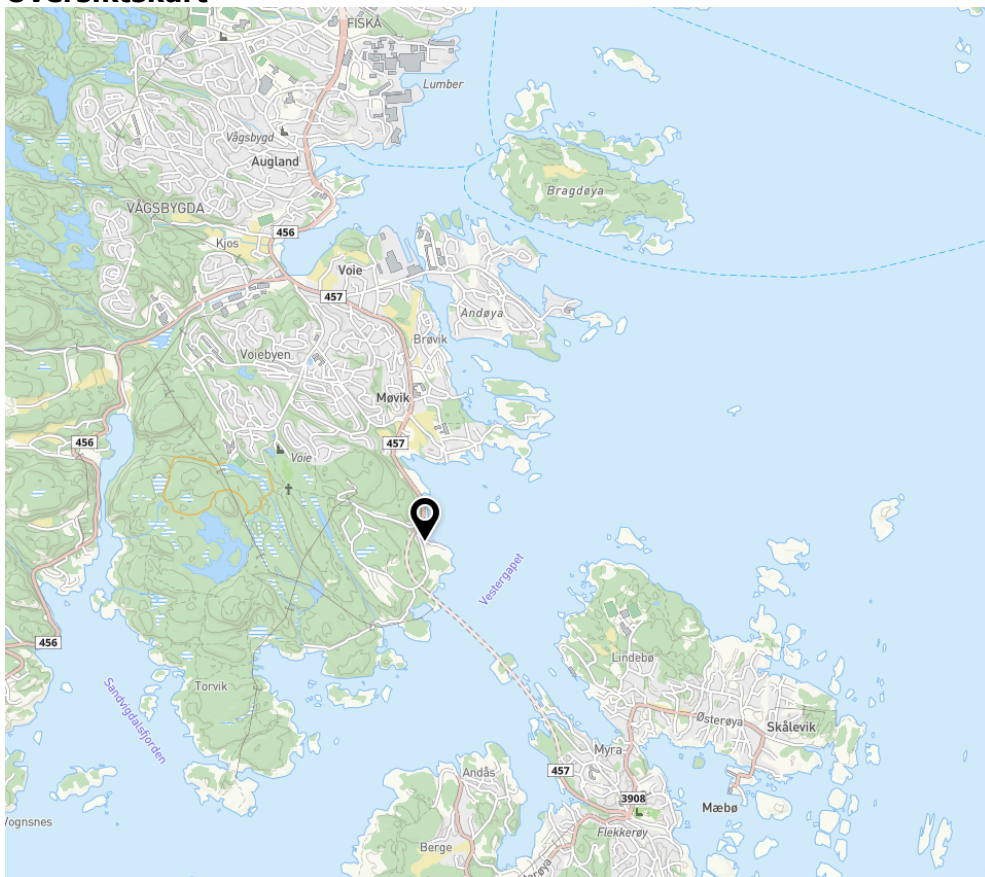 Oversiktskart
FISKÅ
Lumber
Vågsbygd
Augland
Bragdøya
VÅGSBYGDA
456
Kjos
Voie
457
Andøya
Brøvik
Voiebyen
Møvik
456
457
Voie
Vestergapet
456
Lindebø
Torvik
Sandvigdalsfjorden
Østerøya
Skålevik
Myra
457
Andås
3908
Mæbø
Vognsnes
Flekkerøy
Berge